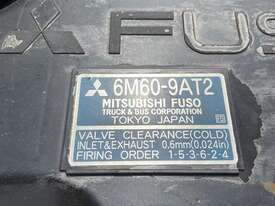 FUS
6M60-9AT2
MITSUBISHI FUSO
TRUCK & BUS CORPORATION
TOKYO JAPAN
VALVE CLEARANCE(COLD)
INLET&EXHAUST 0.6mm(0.024in)
FIRING ORDER 1-5-3-6-2-4